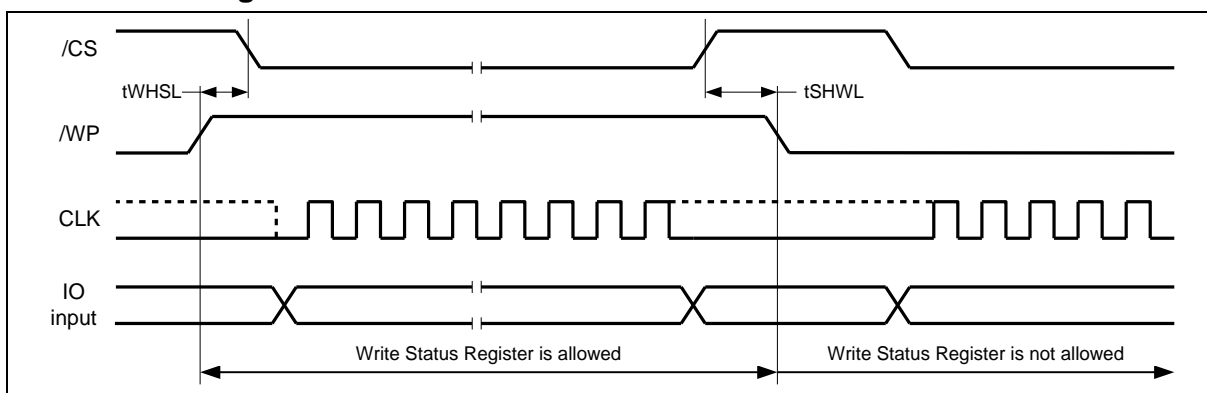 /CS
tWHSL
tSHWL
/WP
CLK
IO
input
Write Status Register is allowed
Write Status Register is not allowed